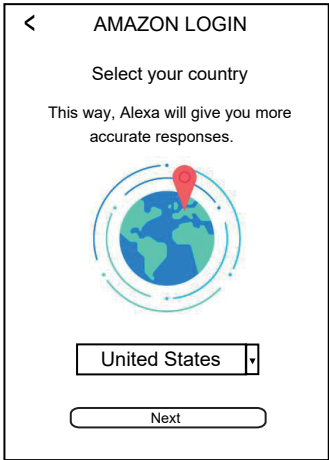 AMAZON LOGIN
Select your country
This way, Alexa will give you more
accurate responses.
United States
Next